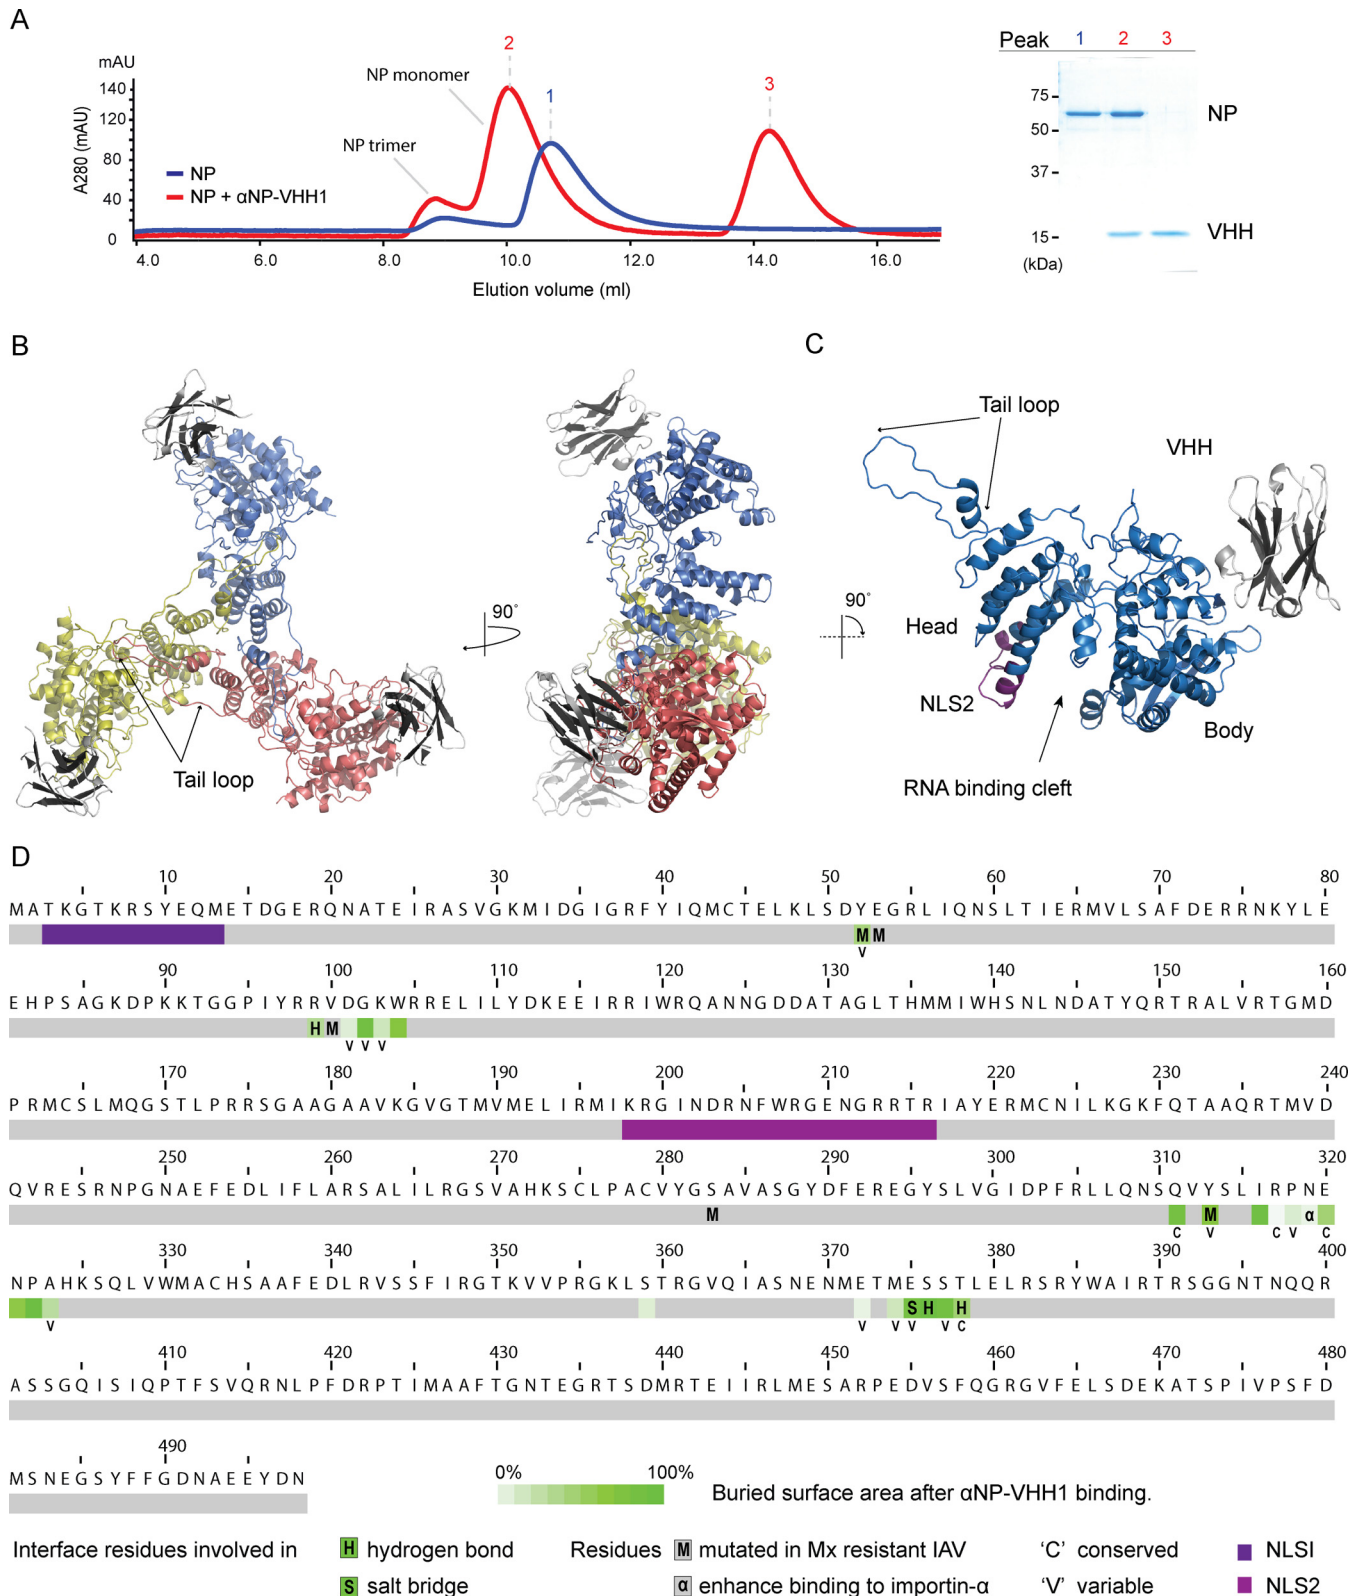 A
mAU
140
120
80
40
0
A280 (mAU)
NP monomer
NP trimer
2
1
3
NP
NP + αNP-VHH1
4.0 6.0 8.0 10.0 12.0 14.0 16.0
Elution volume (ml)
Peak 1 2 3
75
50
37
15
(kDa)
NP
VHH
B
90°
Tail loop
C
Tail loop
VHH
90°
Head
NLS2
Body
RNA binding cleft
D
10 20 30 40 50 60 70 80
M A T K G T K R S Y E Q M E T D G E R Q N A T E I R A S V G K M I D G I G R F Y I Q M C T E L K L S D Y E G R L I Q N S L T I E R M V L S A F D E R R N K Y L E
M M
V
90 100 110 120 130 140 150 160
E H P S A G K D P K K T G G P I Y R R V D G K W R R E L I L Y D K E E I R R I W R Q A N N G D D A T A G L T H M M I W H S N L N D A T Y Q R T R A L V R T G M D
H M
V V V
170 180 190 200 210 220 230 240
P R M C S L M Q G S T L P R R S G A A G A A V K G V G T M V M E L I R M I K R G I N D R N F W R G E N G R R T R I A Y E R M C N I L K G K F Q T A A Q R T M V D
250 260 270 280 290 300 310 320
Q V R E S R N P G N A E F E D L I F L A R S A L I L R G S V A H K S C L P A C V Y G S A V A S G Y D F E R E G Y S L V G I D P F R L L Q N S Q V Y S L I R P N E
M M α
C V C V C
330 340 350 360 370 380 390 400
N P A H K S Q L V W M A C H S A A F E D L R V S S F I R G T K V V P R G K L S T R G V Q I A S N E N M E T M E S S T L E L R S R Y W A I R T R S G G N T N Q Q R
S H H
V V V V V C
410 420 430 440 450 460 470 480
A S S G Q I S I Q P T F S V Q R N L P F D R P T I M A A F T G N T E G R T S D M R T E I I R L M E S A R P E D V S F Q G R G V F E L S D E K A T S P I V P S F D
490
M S N E G S Y F F G D N A E E Y D N
0% 100%
Buried surface area after αNP-VHH1 binding.
Interface residues involved in
H hydrogen bond
S salt bridge
Residues
M mutated in Mx resistant IAV
α enhance binding to importin-α
'C' conserved
'V' variable
NLSI
NLS2